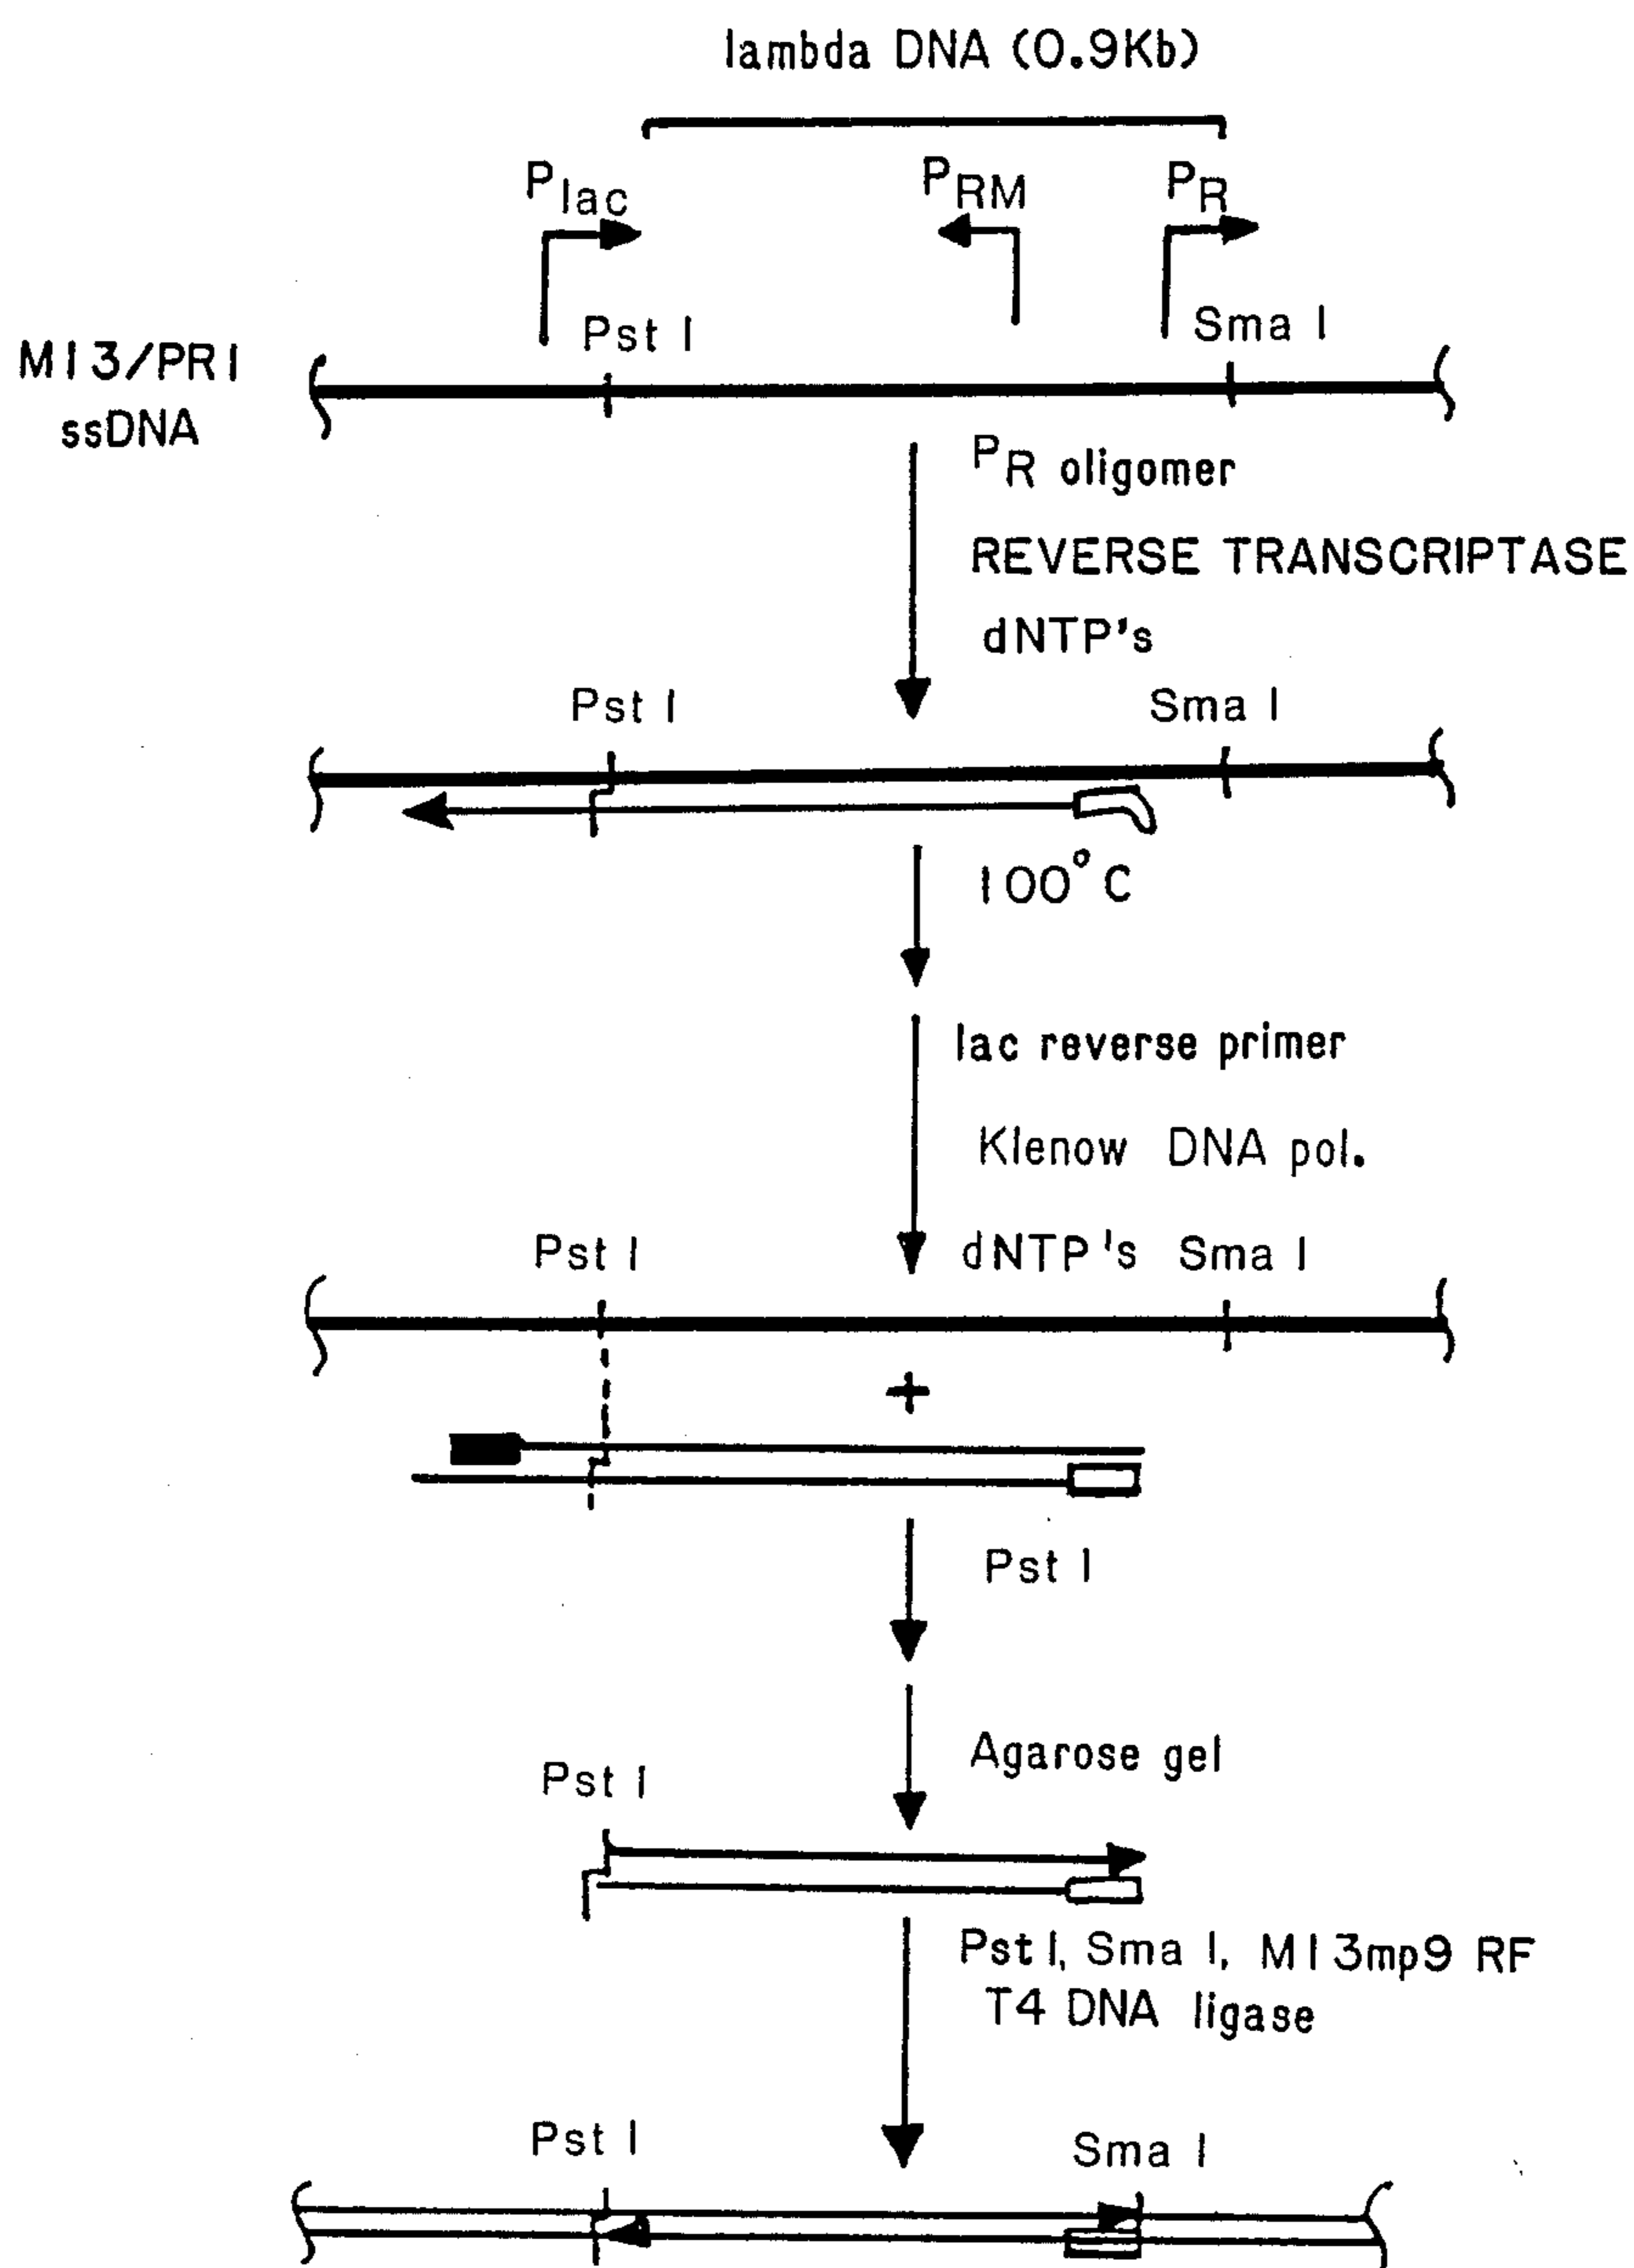 lambda DNA (0.9Kb)
Plac
PRM
PR
Pst I
Sma I
M13/PR1
ssDNA
PR oligomer
REVERSE TRANSCRIPTASE
dNTP's
Pst I
Sma I
100°C
lac reverse primer
Klenow DNA pol.
Pst I
dNTP's
Sma I
+
Pst I
Agarose gel
Pst I
Pst I, Sma I, M13mp9 RF
T4 DNA ligase
Pst I
Sma I